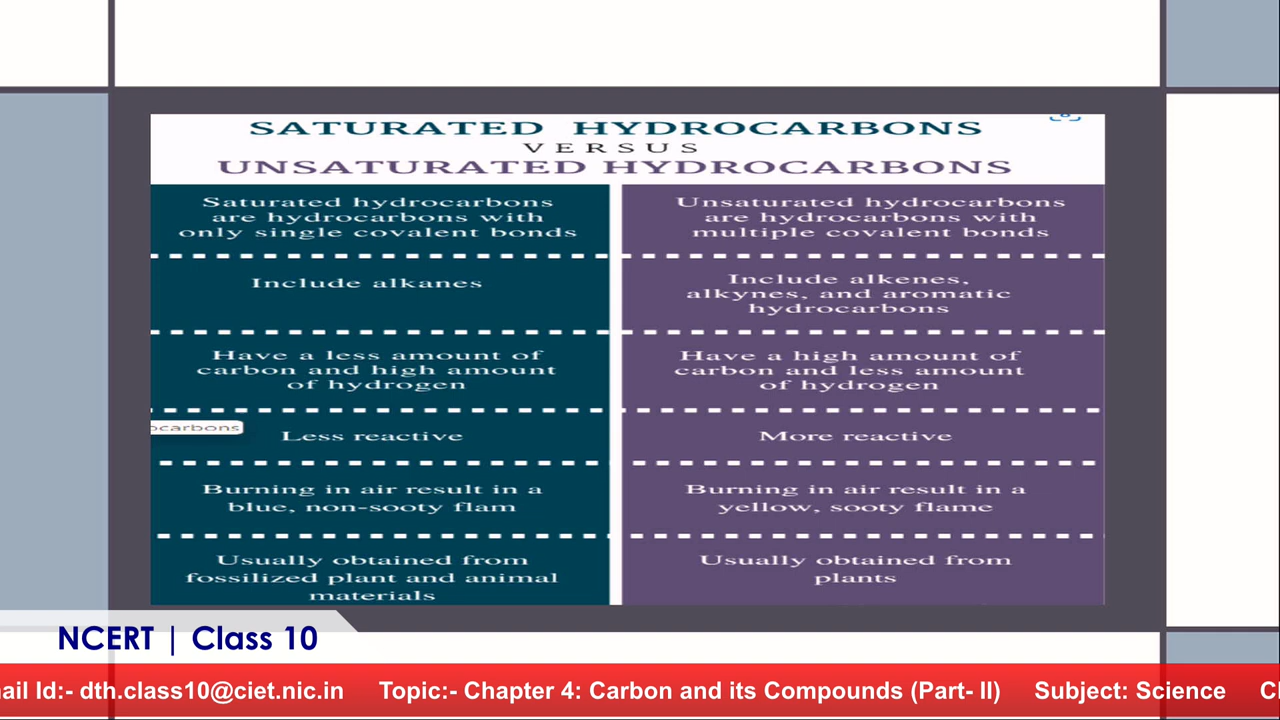 SATURATED HYDROCARBONS
VERSUS
UNSATURATED HYDROCARBONS
Saturated hydrocarbons
are hydrocarbons with
only single covalent bonds
Unsaturated hydrocarbons
are hydrocarbons with
multiple covalent bonds
Include alkanes
Include alkenes,
alkynes, and aromatic
hydrocarbons
Have a less amount of
carbon and high amount
of hydrogen
Have a high amount of
carbon and less amount
of hydrogen
ocarbons
Less reactive
More reactive
Burning in air result in a
blue, non-sooty flam
Burning in air result in a
yellow, sooty flame
Usually obtained from
fossilized plant and animal
materials
Usually obtained from
plants
NCERT | Class 10
ail Id:- dth.class10@ciet.nic.in Topic:- Chapter 4: Carbon and its Compounds (Part- II) Subject: Science